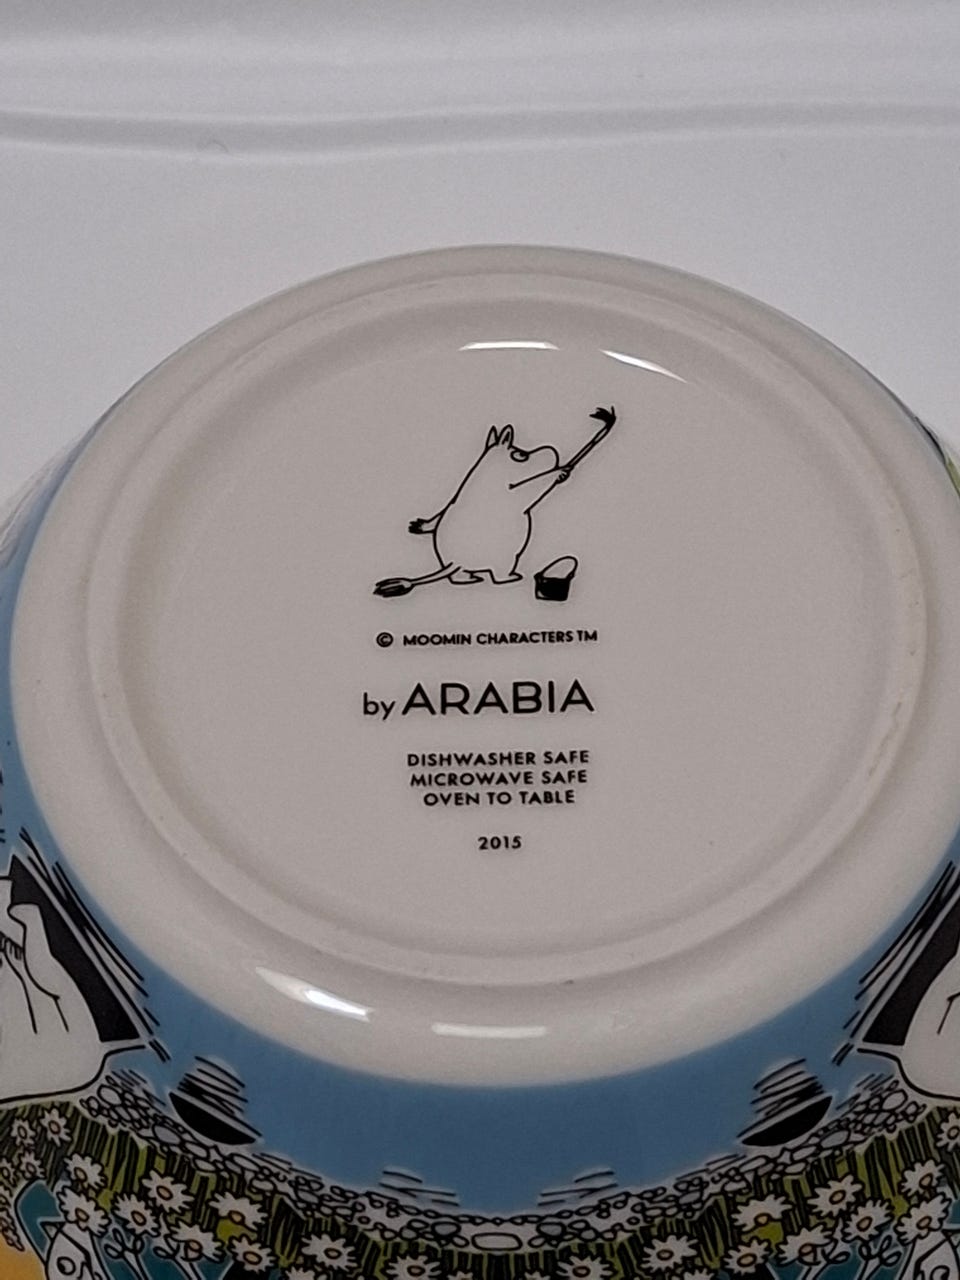 © MOOMIN CHARACTERS TM
by ARABIA
DISHWASHER SAFE
MICROWAVE SAFE
OVEN TO TABLE
2015